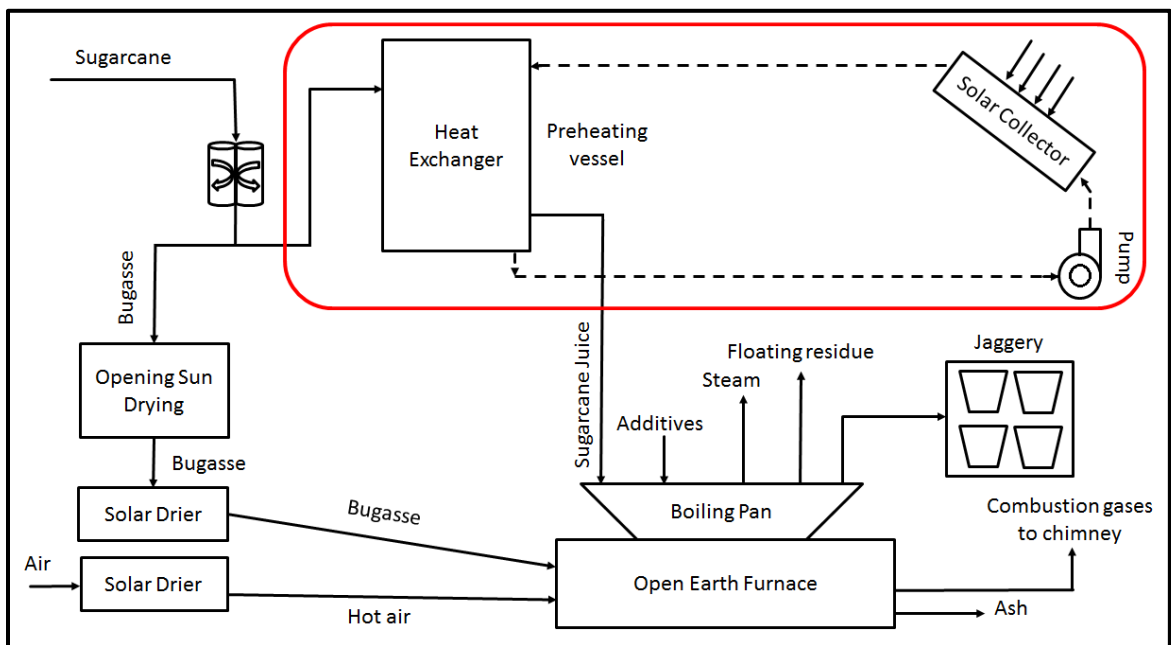 Sugarcane
Heat
Exchanger
Preheating
vessel
Solar Collector
Pump
Bugasse
Opening Sun
Drying
Bugasse
Solar Drier
Air
Solar Drier
Bugasse
Hot air
Sugarcane Juice
Additives
Steam
Floating residue
Jaggery
Boiling Pan
Open Earth Furnace
Combustion gases
to chimney
Ash